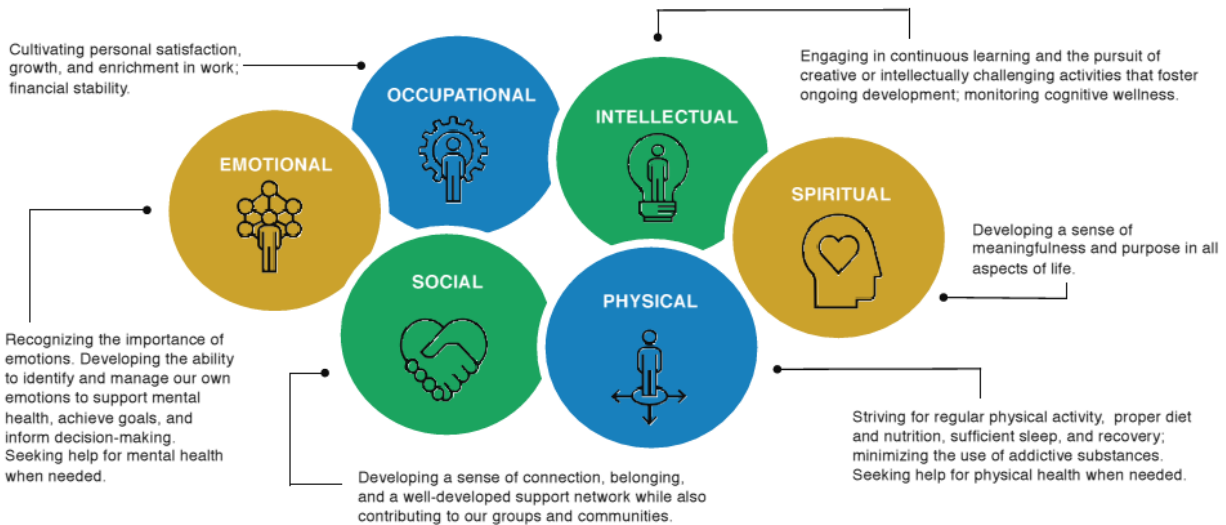 Cultivating personal satisfaction,
growth, and enrichment in work;
financial stability.
OCCUPATIONAL
INTELLECTUAL
Engaging in continuous learning and the pursuit of
creative or intellectually challenging activities that foster
ongoing development; monitoring cognitive wellness.
EMOTIONAL
SPIRITUAL
Developing a sense of
meaningfulness and purpose in all
aspects of life.
SOCIAL
PHYSICAL
Recognizing the importance of
emotions. Developing the ability
to identify and manage our own
emotions to support mental
health, achieve goals, and
inform decision-making.
Seeking help for mental health
when needed.
Striving for regular physical activity, proper diet
and nutrition, sufficient sleep, and recovery;
minimizing the use of addictive substances.
Seeking help for physical health when needed.
Developing a sense of connection, belonging,
and a well-developed support network while also
contributing to our groups and communities.